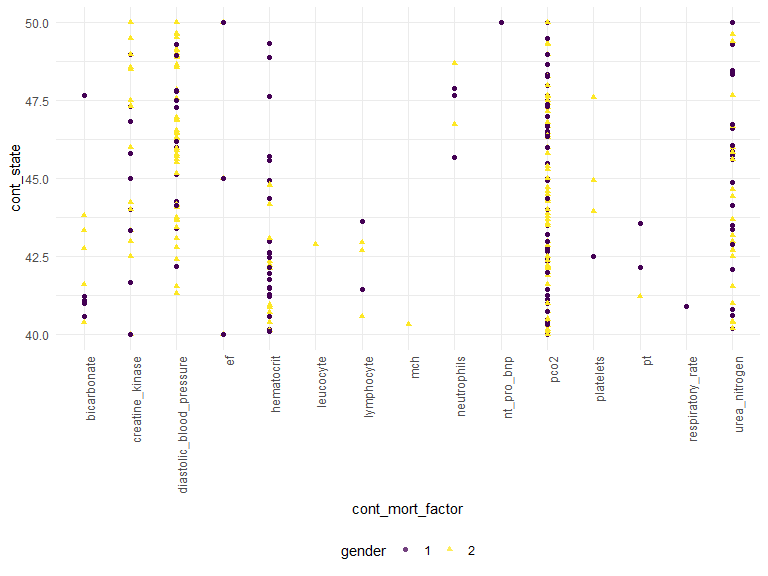 50.0
47.5
45.0
42.5
40.0
cont_state
bicarbonate
creatine_kinase
diastolic_blood_pressure
ef
hematocrit
leucocyte
lymphocyte
mch
neutrophils
nt_pro_bnp
pco2
platelets
pt
respiratory_rate
urea_nitrogen
cont_mort_factor
gender 1 2